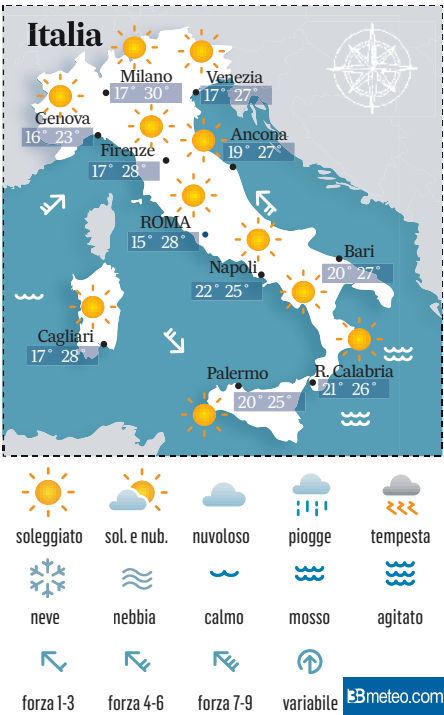 Italia
Milano
17° 30°
Venezia
17° 27°
Genova
16° 23°
Firenze
17° 28°
Ancona
19° 27°
ROMA
15° 28°
Napoli
22° 25°
Bari
20° 27°
Cagliari
17° 28°
Palermo
20° 25°
R. Calabria
21° 26°
soleggiato sol. e nub. nuvoloso piogge tempesta
neve nebbia calmo mosso agitato
forza 1-3 forza 4-6 forza 7-9 variabile
3Bmeteo.com